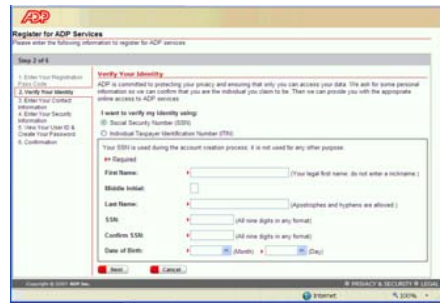 ADP
Register for ADP Services
Please enter the following information to register for ADP services
Step 2 of 6
1. Enter Your Registration
Pass Code
2. Verify Your Identity
3. Enter Your Contact
Information
4. Enter Your Security
Information
5. View Your User ID &
Create Your Password
6. Confirmation
Verify Your Identity
ADP is committed to protecting your privacy and ensuring that only you can access your data. We ask for some personal
information so we can confirm that you are the individual you claim to be. Then we can provide you with the appropriate
online access to ADP services.
I want to verify my identity using:
Social Security Number (SSN)
Individual Taxpayer Identification Number (ITIN)
Your SSN is used during the account creation process; it is not used for any other purpose.
= Required
First Name: (Your legal first name; do not enter a nickname.)
Middle Initial:
Last Name: (Apostrophes and hyphens are allowed.)
SSN: (All nine digits in any format)
Confirm SSN: (All nine digits in any format)
Date of Birth: (Month) (Day)
Next Cancel
Copyright © 2007 ADP Inc. PRIVACY & SECURITY LEGAL
Internet 100%